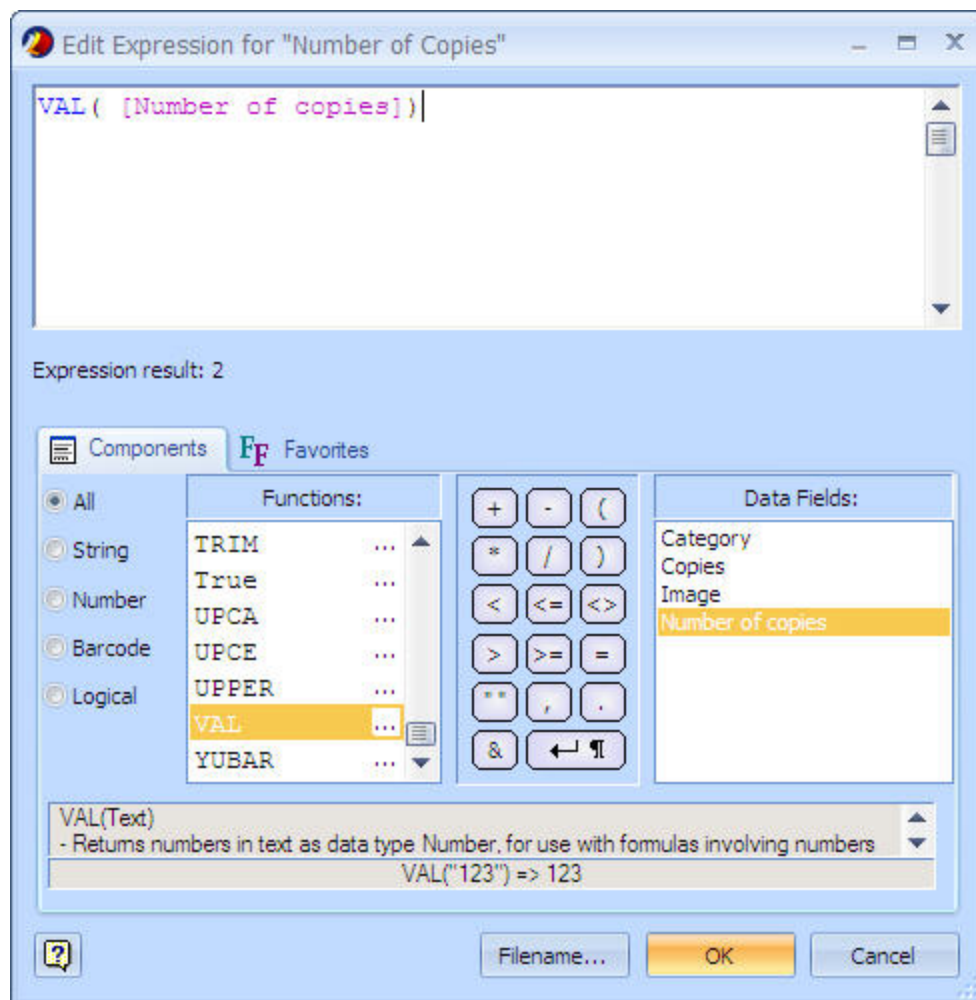 Edit Expression for "Number of Copies"
VAL( [Number of copies])
Expression result: 2
Components
FF Favorites
All
String
Number
Barcode
Logical
Functions:
TRIM ...
True ...
UPCA ...
UPCE ...
UPPER ...
VAL ...
YUBAR ...
+ - (
* / )
< <= <>
> >= =
" " , .
& ↵ ¶
Data Fields:
Category
Copies
Image
Number of copies
VAL(Text)
- Returns numbers in text as data type Number, for use with formulas involving numbers
VAL("123") => 123
?
Filename...
OK
Cancel